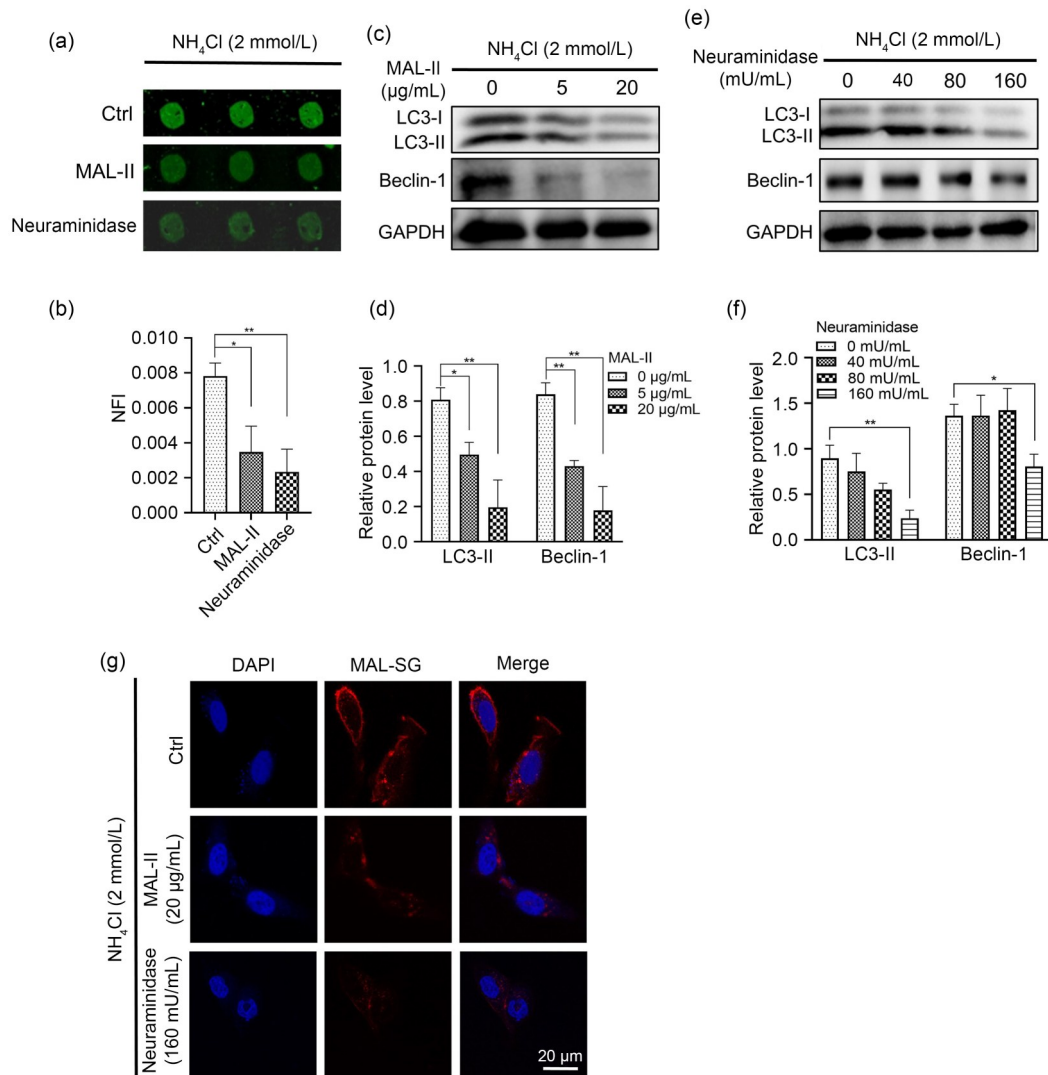 (a)
NH₄Cl (2 mmol/L)
Ctrl
MAL-II
Neuraminidase
(b)
NFI
0.010
0.008
0.006
0.004
0.002
0.000
*
**
Ctrl
MAL-II
Neuraminidase
(c)
NH₄Cl (2 mmol/L)
MAL-II
(μg/mL)
0 5 20
LC3-I
LC3-II
Beclin-1
GAPDH
(d)
Relative protein level
1.0
0.8
0.6
0.4
0.2
0.0
**
*
**
**
MAL-II
0 μg/mL
5 μg/mL
20 μg/mL
LC3-II Beclin-1
(e)
NH₄Cl (2 mmol/L)
Neuraminidase
(mU/mL)
0 40 80 160
LC3-I
LC3-II
Beclin-1
GAPDH
(f)
Relative protein level
2.0
1.5
1.0
0.5
0.0
Neuraminidase
0 mU/mL
40 mU/mL
80 mU/mL
160 mU/mL
**
*
LC3-II Beclin-1
(g)
DAPI MAL-SG Merge
NH₄Cl (2 mmol/L)
Ctrl
MAL-II
(20 μg/mL)
Neuraminidase
(160 mU/mL)
20 μm